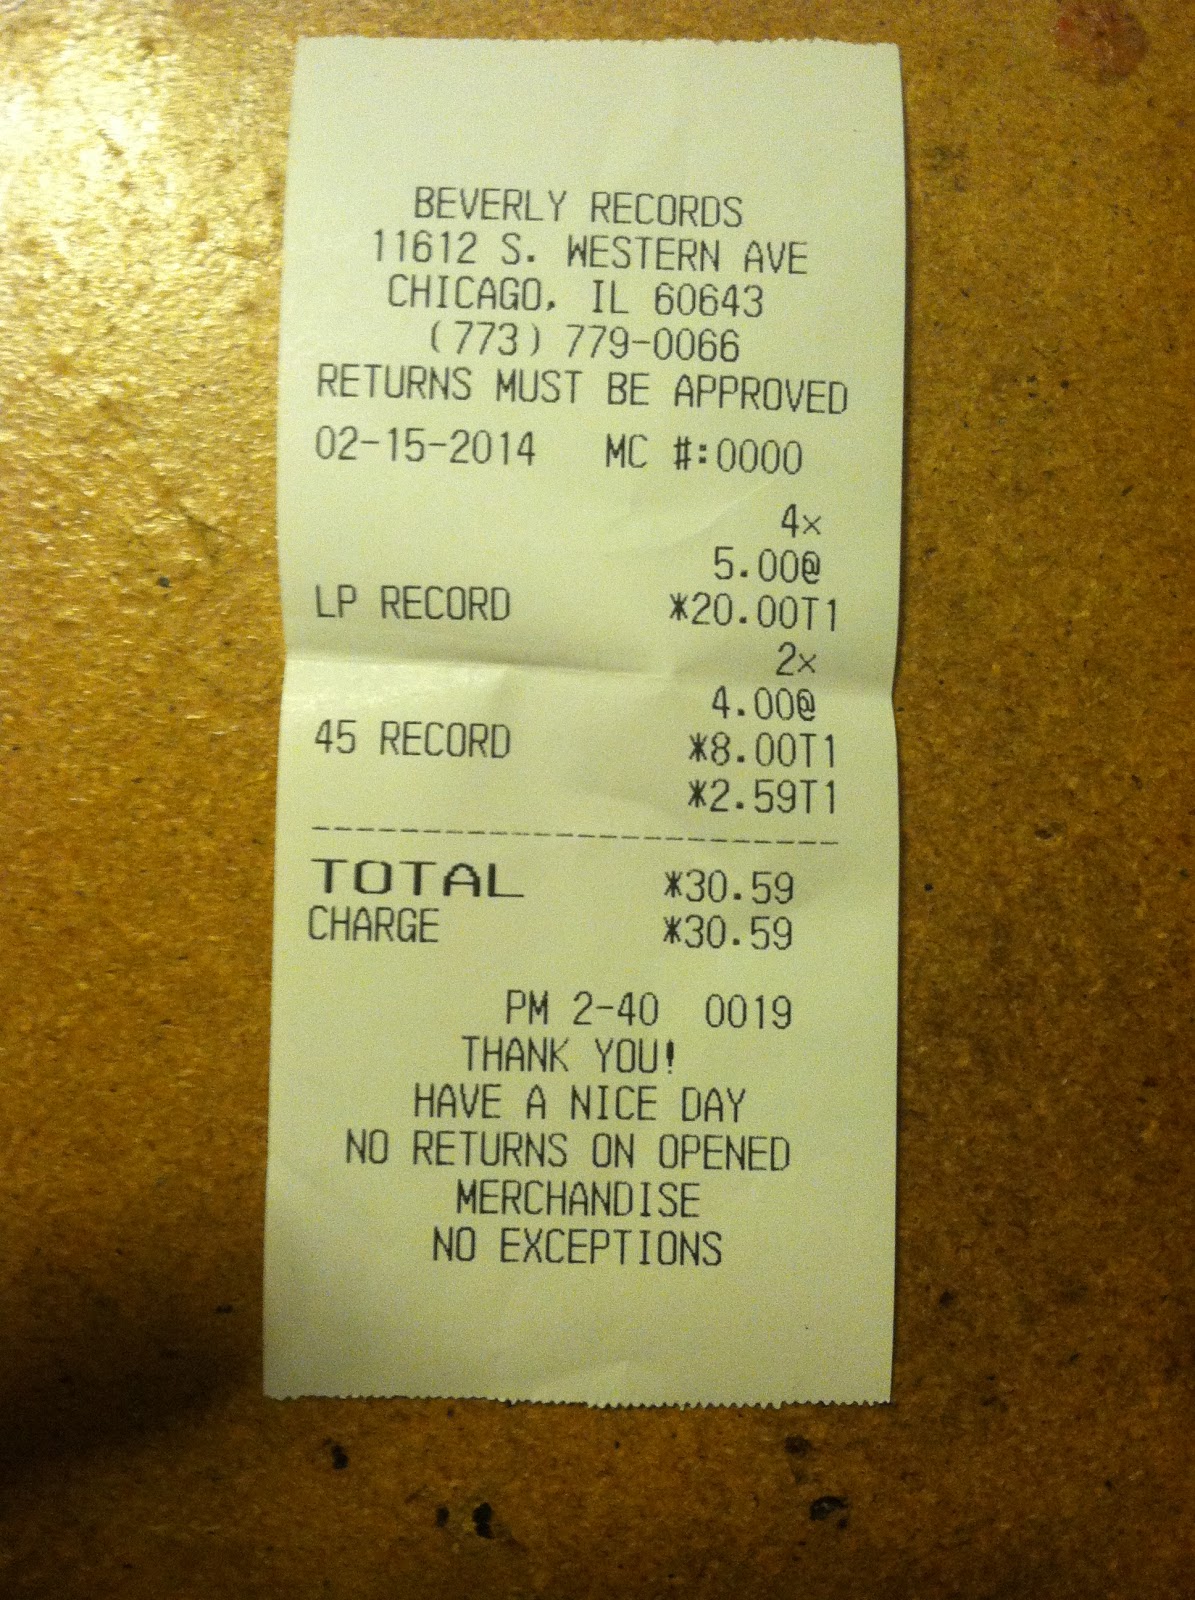 BEVERLY RECORDS
11612 S. WESTERN AVE
CHICAGO, IL 60643
(773) 779-0066
RETURNS MUST BE APPROVED
02-15-2014 MC #:0000
4x
5.00@
LP RECORD *20.00T1
2x
4.00@
45 RECORD *8.00T1
*2.59T1
------------------------
TOTAL *30.59
CHARGE *30.59
PM 2-40 0019
THANK YOU!
HAVE A NICE DAY
NO RETURNS ON OPENED
MERCHANDISE
NO EXCEPTIONS